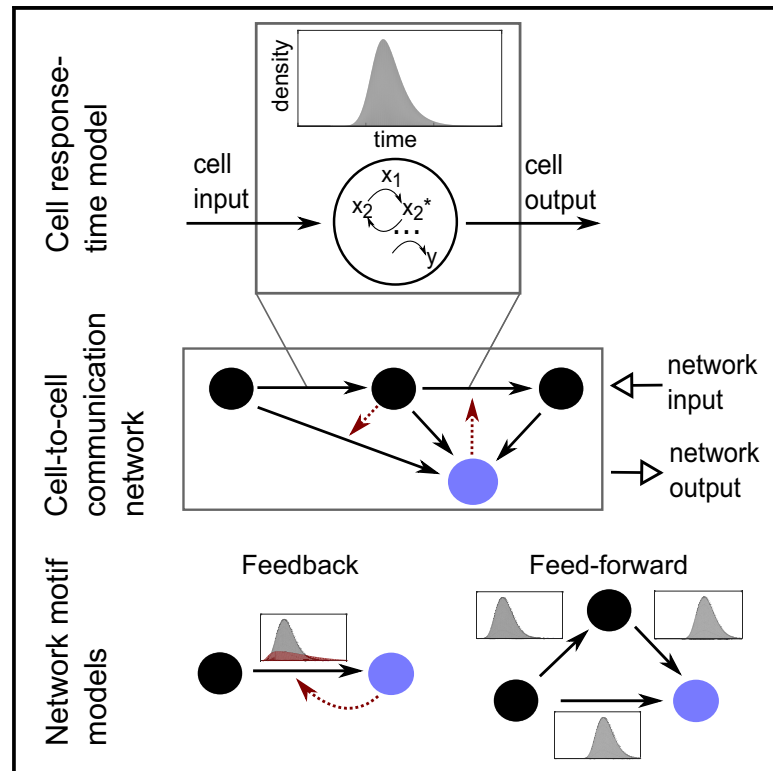 Cell response-
time model
density
time
cell
input
cell
output
x1
x2
x2*
...
y
Cell-to-cell
communication
network
network
input
network
output
Network motif
models
Feedback
Feed-forward